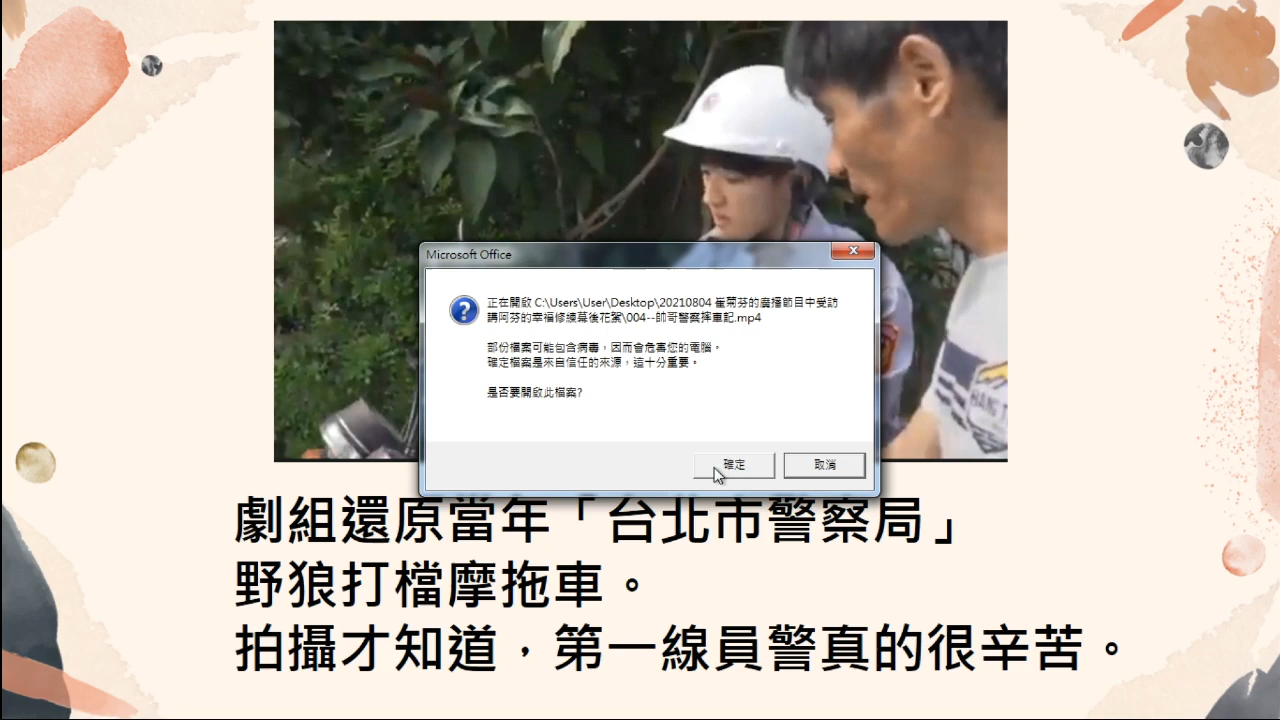 Microsoft Office
正在開啟 C:\Users\User\Desktop\20210804 崔菊芬的廣播節目中受訪
講阿芬的幸福修練幕後花絮\004--帥哥警察摔車記.mp4
部份檔案可能包含病毒，因而會危害您的電腦。
確定檔案是來自信任的來源，這十分重要。
是否要開啟此檔案?
確定
取消
劇組還原當年「台北市警察局」
野狼打檔摩拖車。
拍攝才知道，第一線員警真的很辛苦。